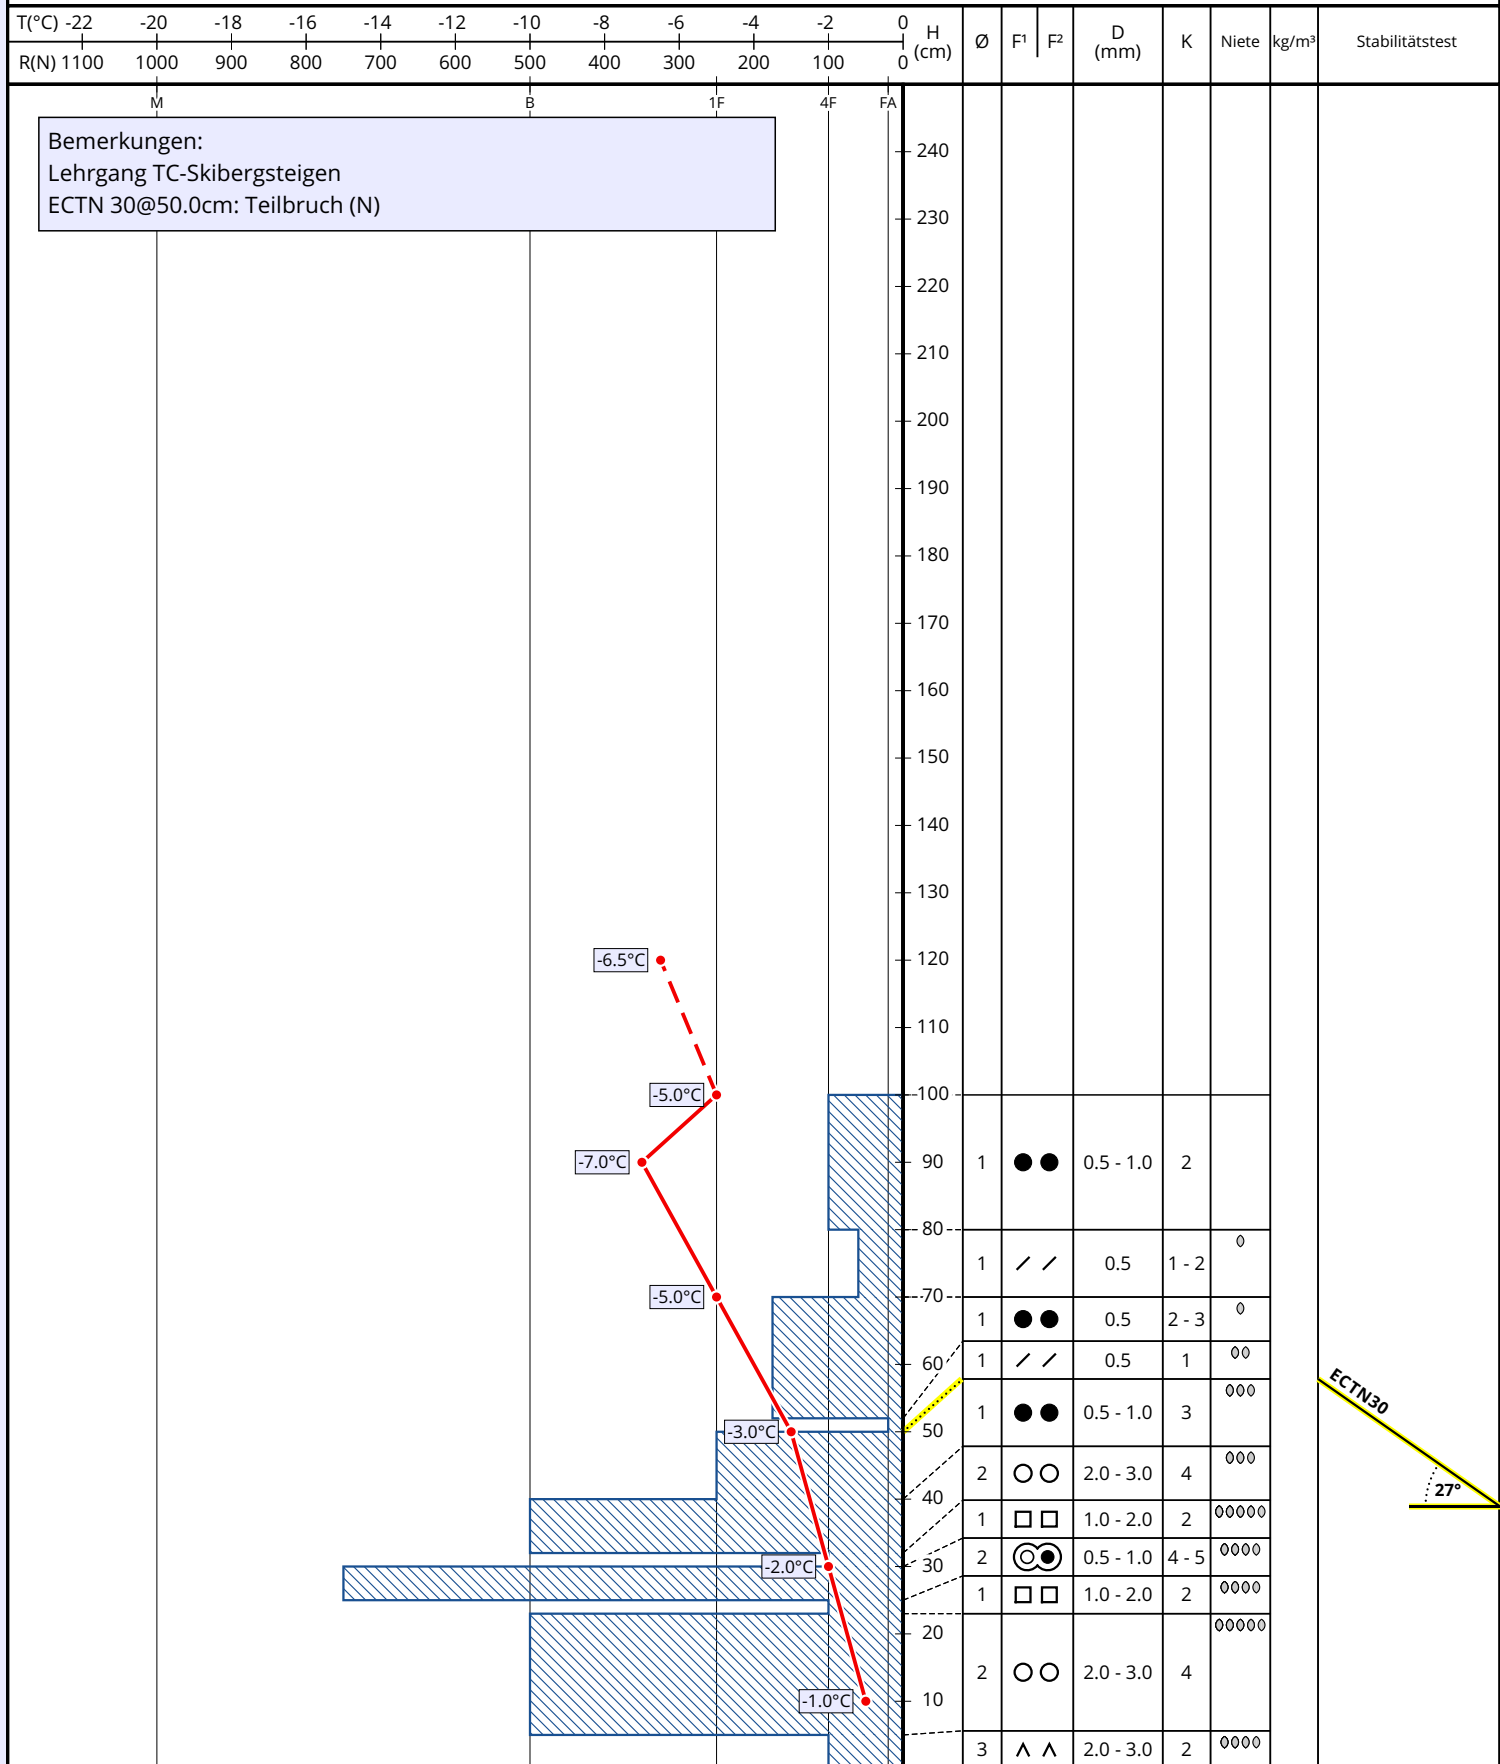 T(°C) -22 -20 -18 -16 -14 -12 -10 -8 -6 -4 -2 0
R(N) 1100 1000 900 800 700 600 500 400 300 200 100 0
H (cm) Ø F¹ F² D (mm) K Niete kg/m³ Stabilitätstest
M B 1F 4F FA
Bemerkungen:
Lehrgang TC-Skibergsteigen
ECTN 30@50.0cm: Teilbruch (N)
240
230
220
210
200
190
180
170
160
150
140
130
-6.5°C 120
110
-5.0°C 100
-7.0°C 90 1 0.5 - 1.0 2
80
1 0.5 1 - 2
-5.0°C 70
1 0.5 2 - 3
60 1 0.5 1
ECTN30
1 0.5 - 1.0 3
-3.0°C 50
2 2.0 - 3.0 4
27°
40
1 1.0 - 2.0 2
2 0.5 - 1.0 4 - 5
-2.0°C 30
1 1.0 - 2.0 2
20
2 2.0 - 3.0 4
-1.0°C 10
3 2.0 - 3.0 2